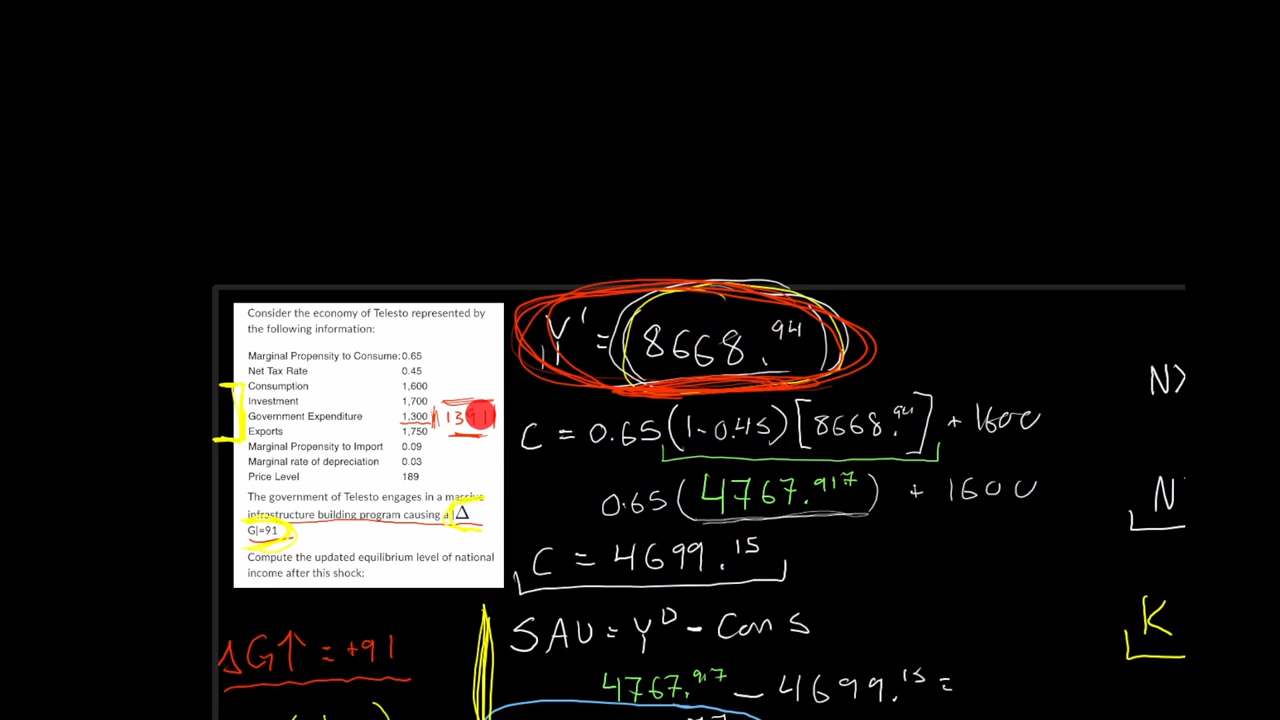 Consider the economy of Telesto represented by
the following information:
Marginal Propensity to Consume: 0.65
Net Tax Rate 0.45
Consumption 1,600
Investment 1,700
Government Expenditure 1,300
Exports 1,750
Marginal Propensity to Import 0.09
Marginal rate of depreciation 0.03
Price Level 189
The government of Telesto engages in a massive
infrastructure building program causing a |Δ
G|=91
Compute the updated equilibrium level of national
income after this shock:
ΔG↑ = +91
Y' = 8668.94
C = 0.65(1-0.45)[8668.94] + 1600
0.65(4767.917) + 1600
C = 4699.15
SAV = Y^D - Cons
4767.917 - 4699.15 =
N
K